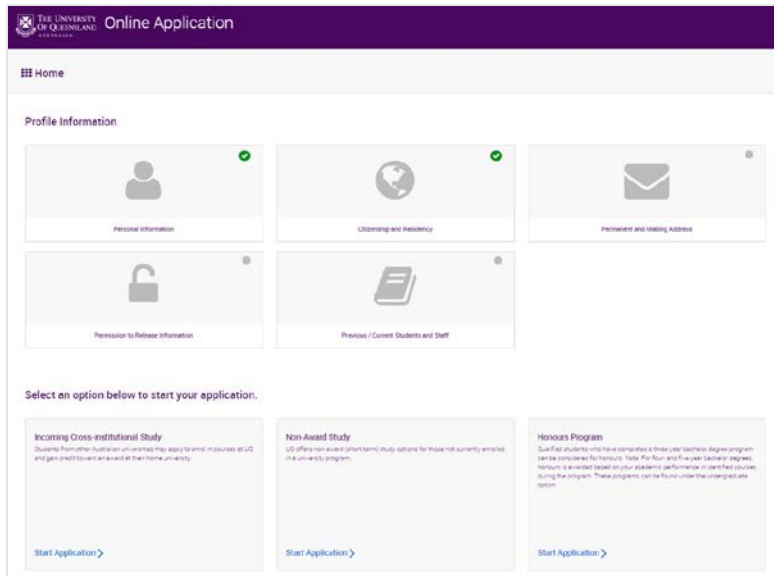 THE UNIVERSITY
OF QUEENSLAND
AUSTRALIA
Online Application
Home
Profile Information
Personal Information
Citizenship and Residency
Permanent and Mailing Address
Permission to Release Information
Previous / Current Students and Staff
Select an option below to start your application.
Incoming Cross-institutional Study
Students from other Australian universities may apply to enrol in courses at UQ
and gain credit toward an award at their home university.
Start Application
Non-Award Study
UQ offers non award (short term) study options for those not currently enrolled
in a university program.
Start Application
Honours Program
Qualified students who have completed a three year bachelor degree program
can be considered for honours. Note: For four and five year bachelor degrees,
honours is awarded based on your academic performance in identified courses
during the program. These programs can be found under the undergraduate
option.
Start Application